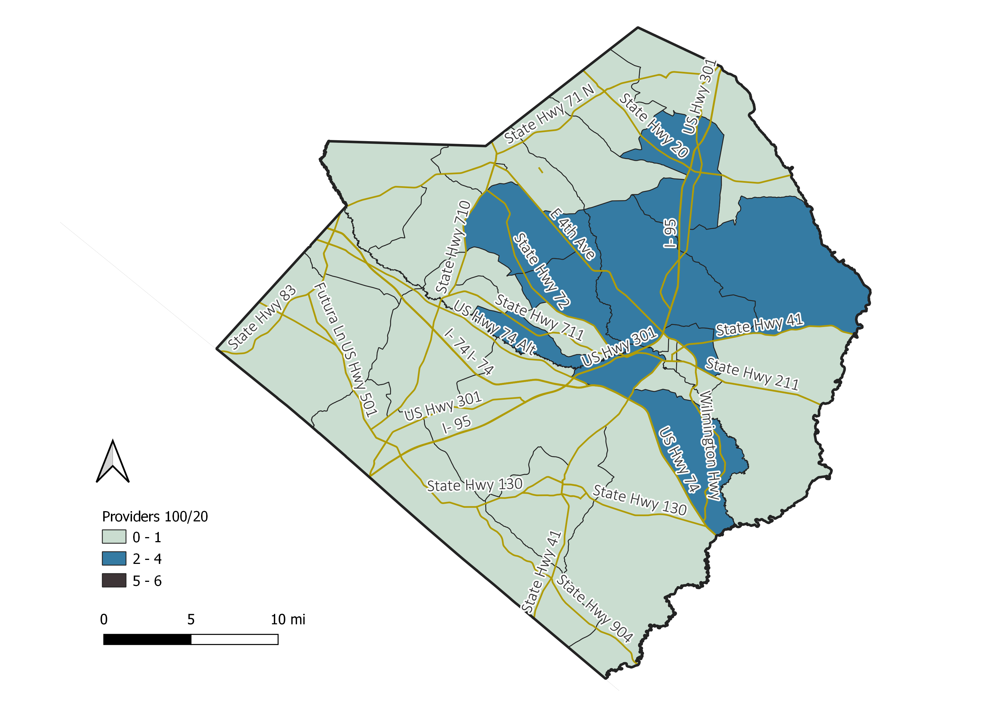 US Hwy 301
State Hwy 71 N
State Hwy 20
State Hwy 710
E 4th Ave
I- 95
State Hwy 72
State Hwy 83
Futura Ln
US Hwy 501
US Hwy 74 Alt
State Hwy 711
I- 74
I- 74
US Hwy 301
State Hwy 41
State Hwy 211
US Hwy 301
I- 95
Wilmington Hwy
US Hwy 74
State Hwy 130
State Hwy 130
State Hwy 41
State Hwy 904
Providers 100/20
0 - 1
2 - 4
5 - 6
0 5 10 mi